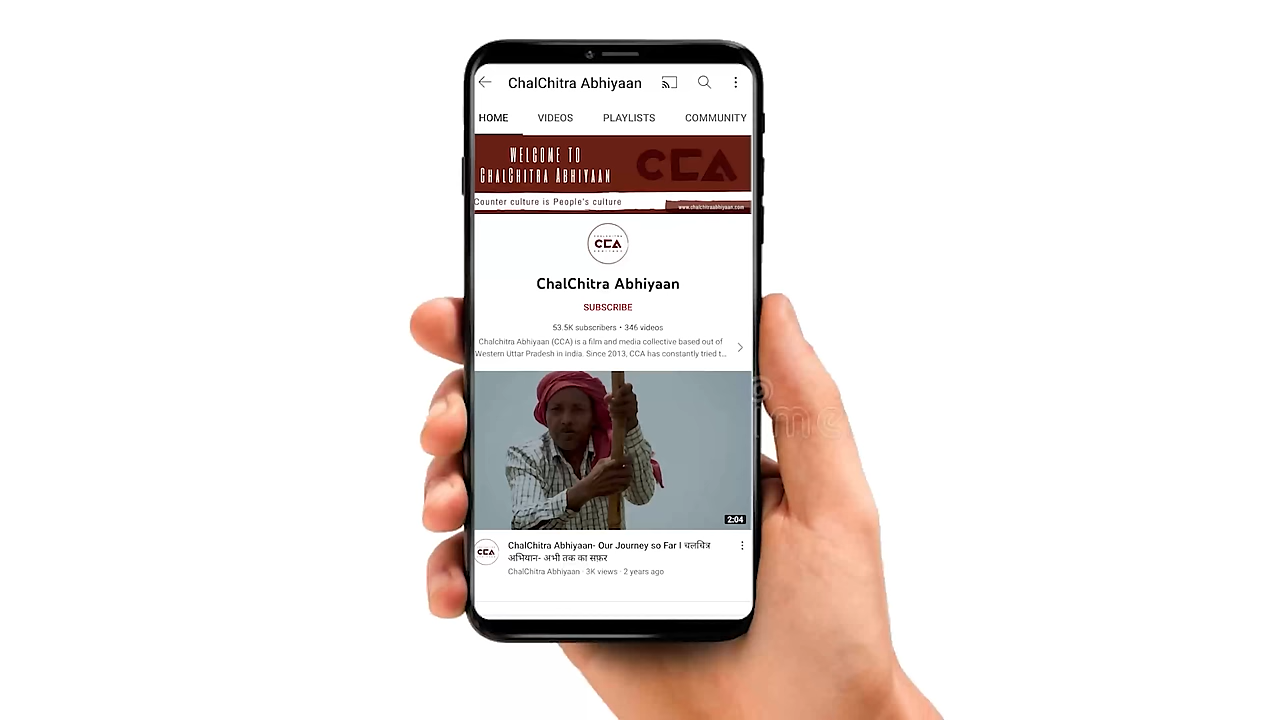 ChalChitra Abhiyaan
HOME VIDEOS PLAYLISTS COMMUNITY
WELCOME TO
CHALCHITRA ABHIYAAN
CCA
Counter culture is People's culture
www.chalchitraabhiyaan.com
CCA
ChalChitra Abhiyaan
SUBSCRIBE
53.5K subscribers • 346 videos
Chalchitra Abhiyaan (CCA) is a film and media collective based out of
Western Uttar Pradesh in India. Since 2013, CCA has constantly tried t...
2:04
CCA
ChalChitra Abhiyaan- Our Journey so Far I चलचित्र
अभियान- अभी तक का सफ़र
ChalChitra Abhiyaan · 3K views · 2 years ago